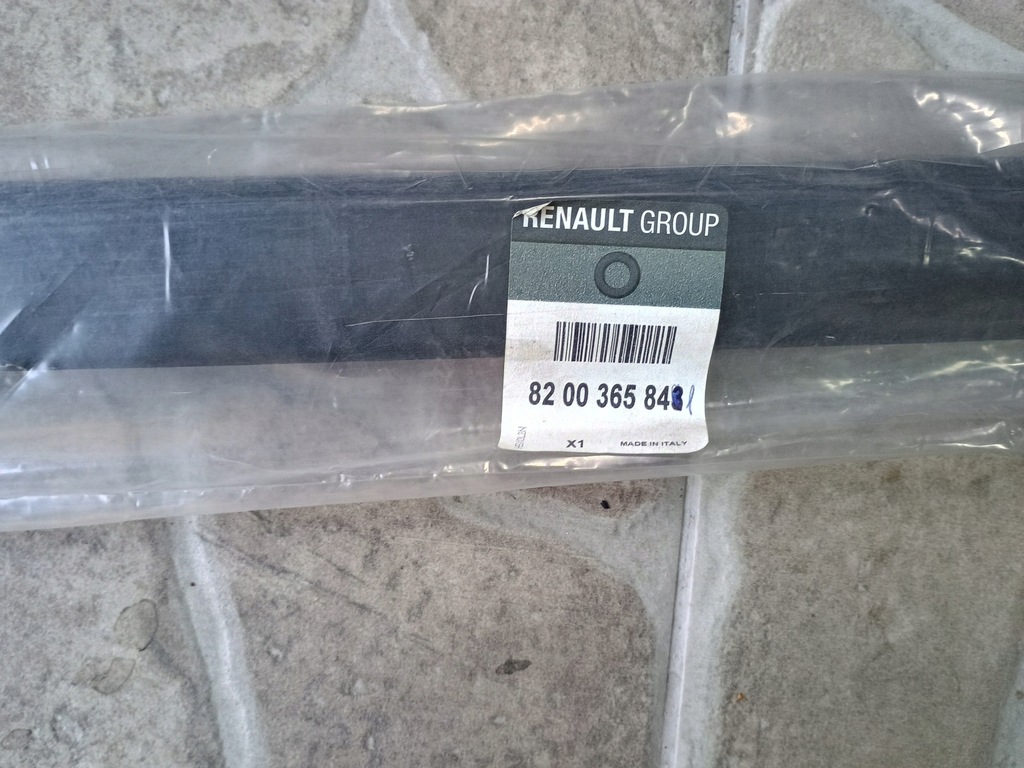 RENAULT GROUP
82 00 365 84
X1 MADE IN ITALY